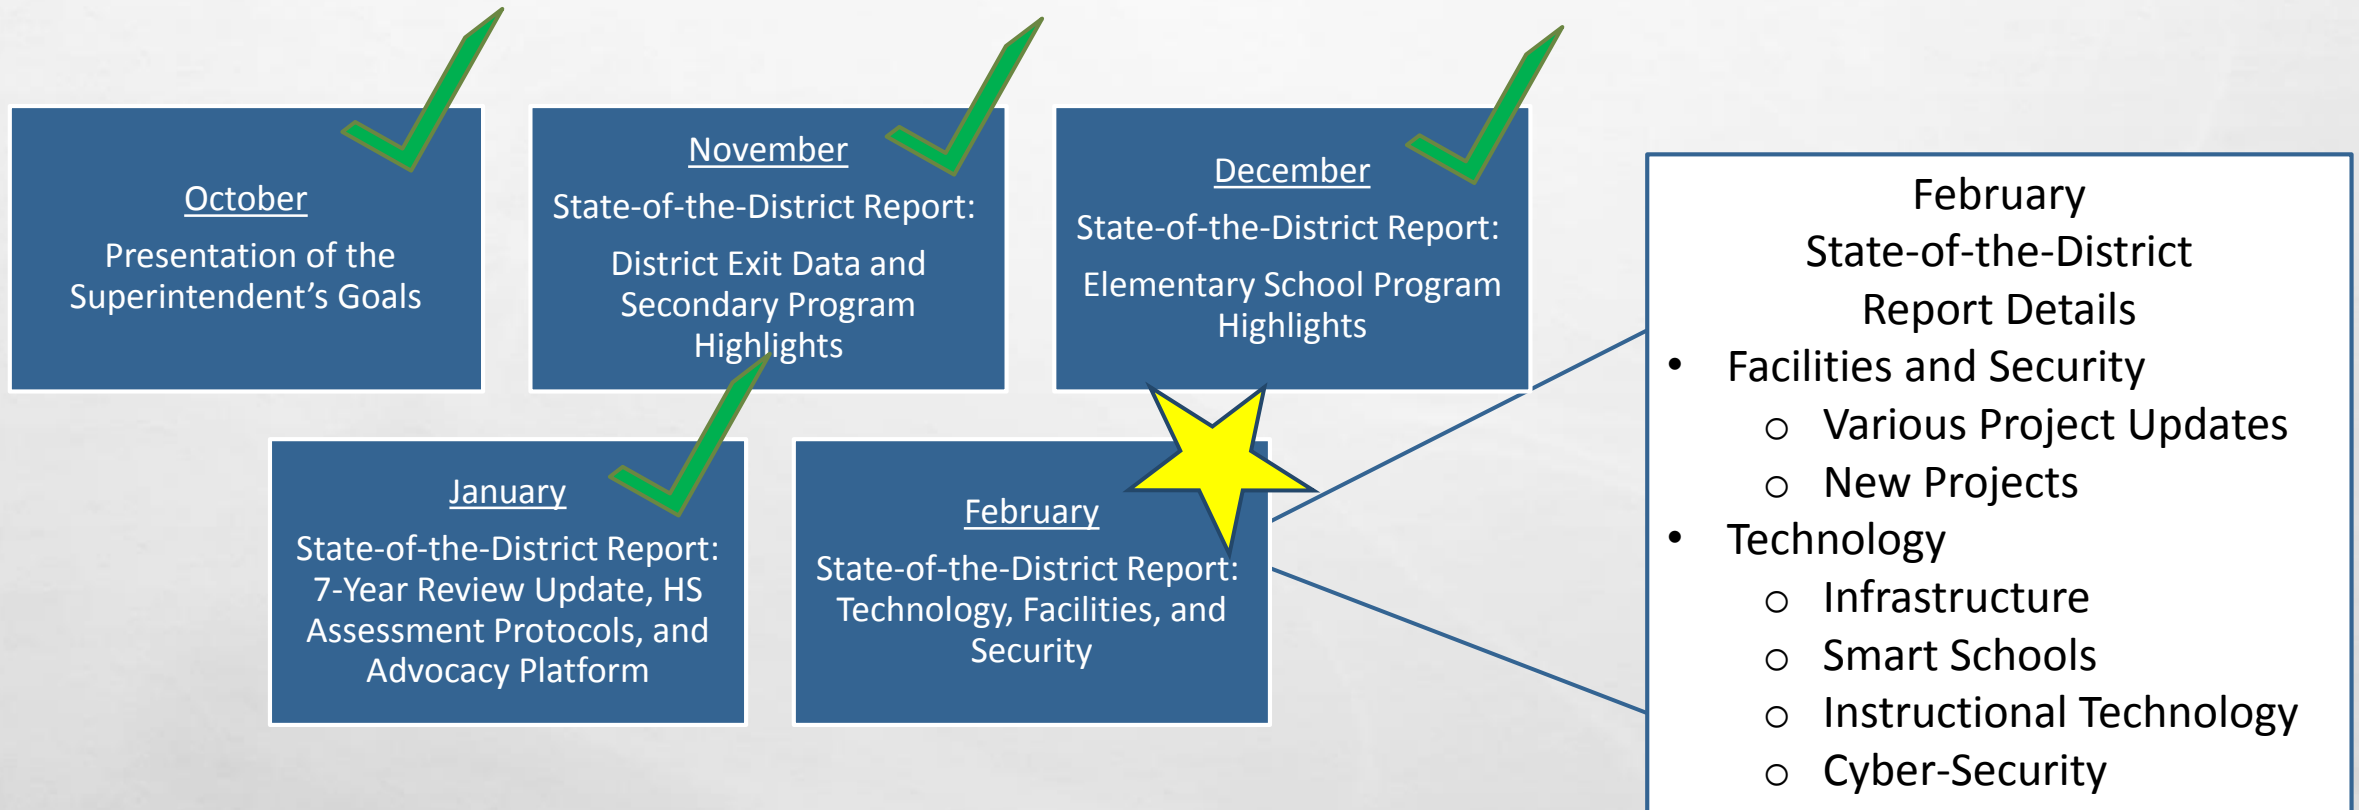 October
Presentation of the
Superintendent’s Goals
November
State-of-the-District Report:
District Exit Data and
Secondary Program
Highlights
December
State-of-the-District Report:
Elementary School Program
Highlights
January
State-of-the-District Report:
7-Year Review Update, HS
Assessment Protocols, and
Advocacy Platform
February
State-of-the-District Report:
Technology, Facilities, and
Security
February
State-of-the-District
Report Details
• Facilities and Security
o Various Project Updates
o New Projects
• Technology
o Infrastructure
o Smart Schools
o Instructional Technology
o Cyber-Security